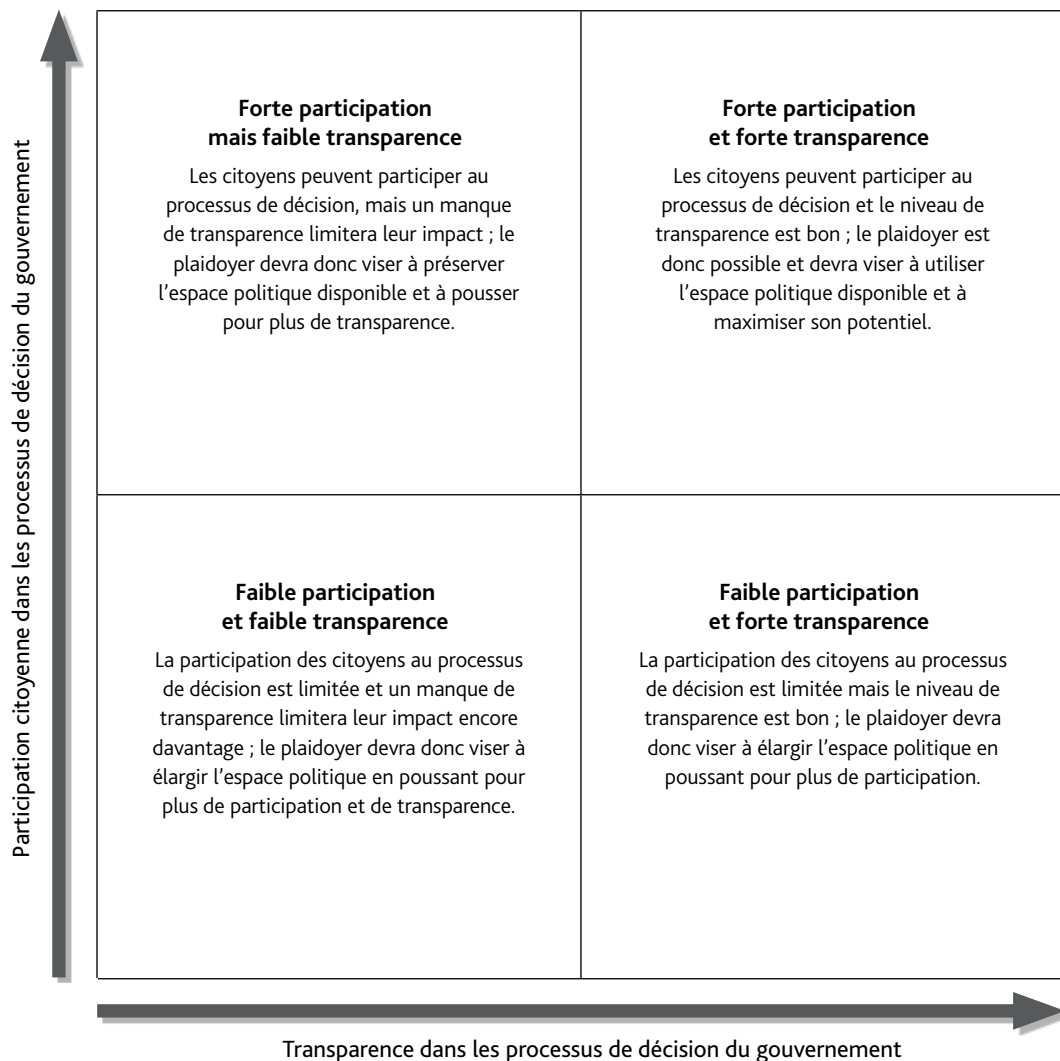 Participation citoyenne dans les processus de décision du gouvernement
Forte participation
mais faible transparence
Les citoyens peuvent participer au
processus de décision, mais un manque
de transparence limitera leur impact ; le
plaidoyer devra donc viser à préserver
l’espace politique disponible et à pousser
pour plus de transparence.
Forte participation
et forte transparence
Les citoyens peuvent participer au
processus de décision et le niveau de
transparence est bon ; le plaidoyer est
donc possible et devra viser à utiliser
l’espace politique disponible et à
maximiser son potentiel.
Faible participation
et faible transparence
La participation des citoyens au processus
de décision est limitée et un manque de
transparence limitera leur impact encore
davantage ; le plaidoyer devra donc viser à
élargir l’espace politique en poussant pour
plus de participation et de transparence.
Faible participation
et forte transparence
La participation des citoyens au processus
de décision est limitée mais le niveau de
transparence est bon ; le plaidoyer devra
donc viser à élargir l’espace politique en
poussant pour plus de participation.
Transparence dans les processus de décision du gouvernement